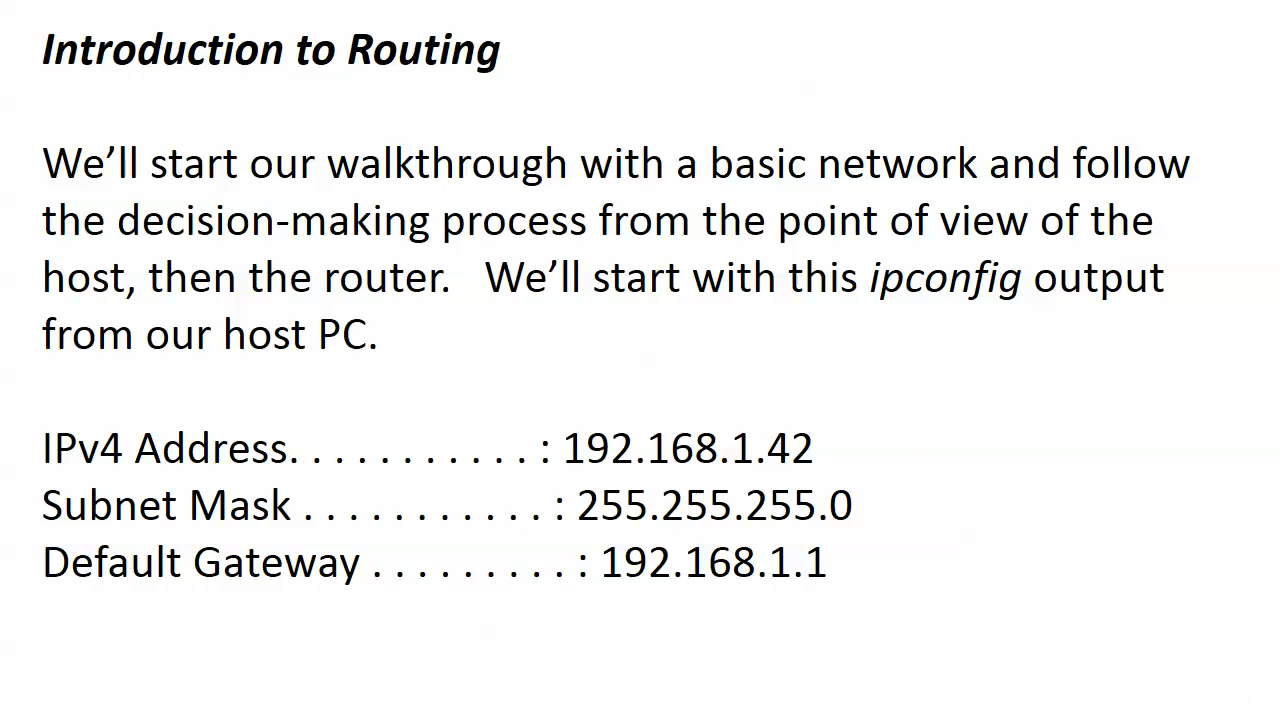 Introduction to Routing
We’ll start our walkthrough with a basic network and follow
the decision-making process from the point of view of the
host, then the router.   We’ll start with this ipconfig output
from our host PC.
IPv4 Address. . . . . . . . . . . : 192.168.1.42
Subnet Mask . . . . . . . . . . . : 255.255.255.0
Default Gateway . . . . . . . . . : 192.168.1.1